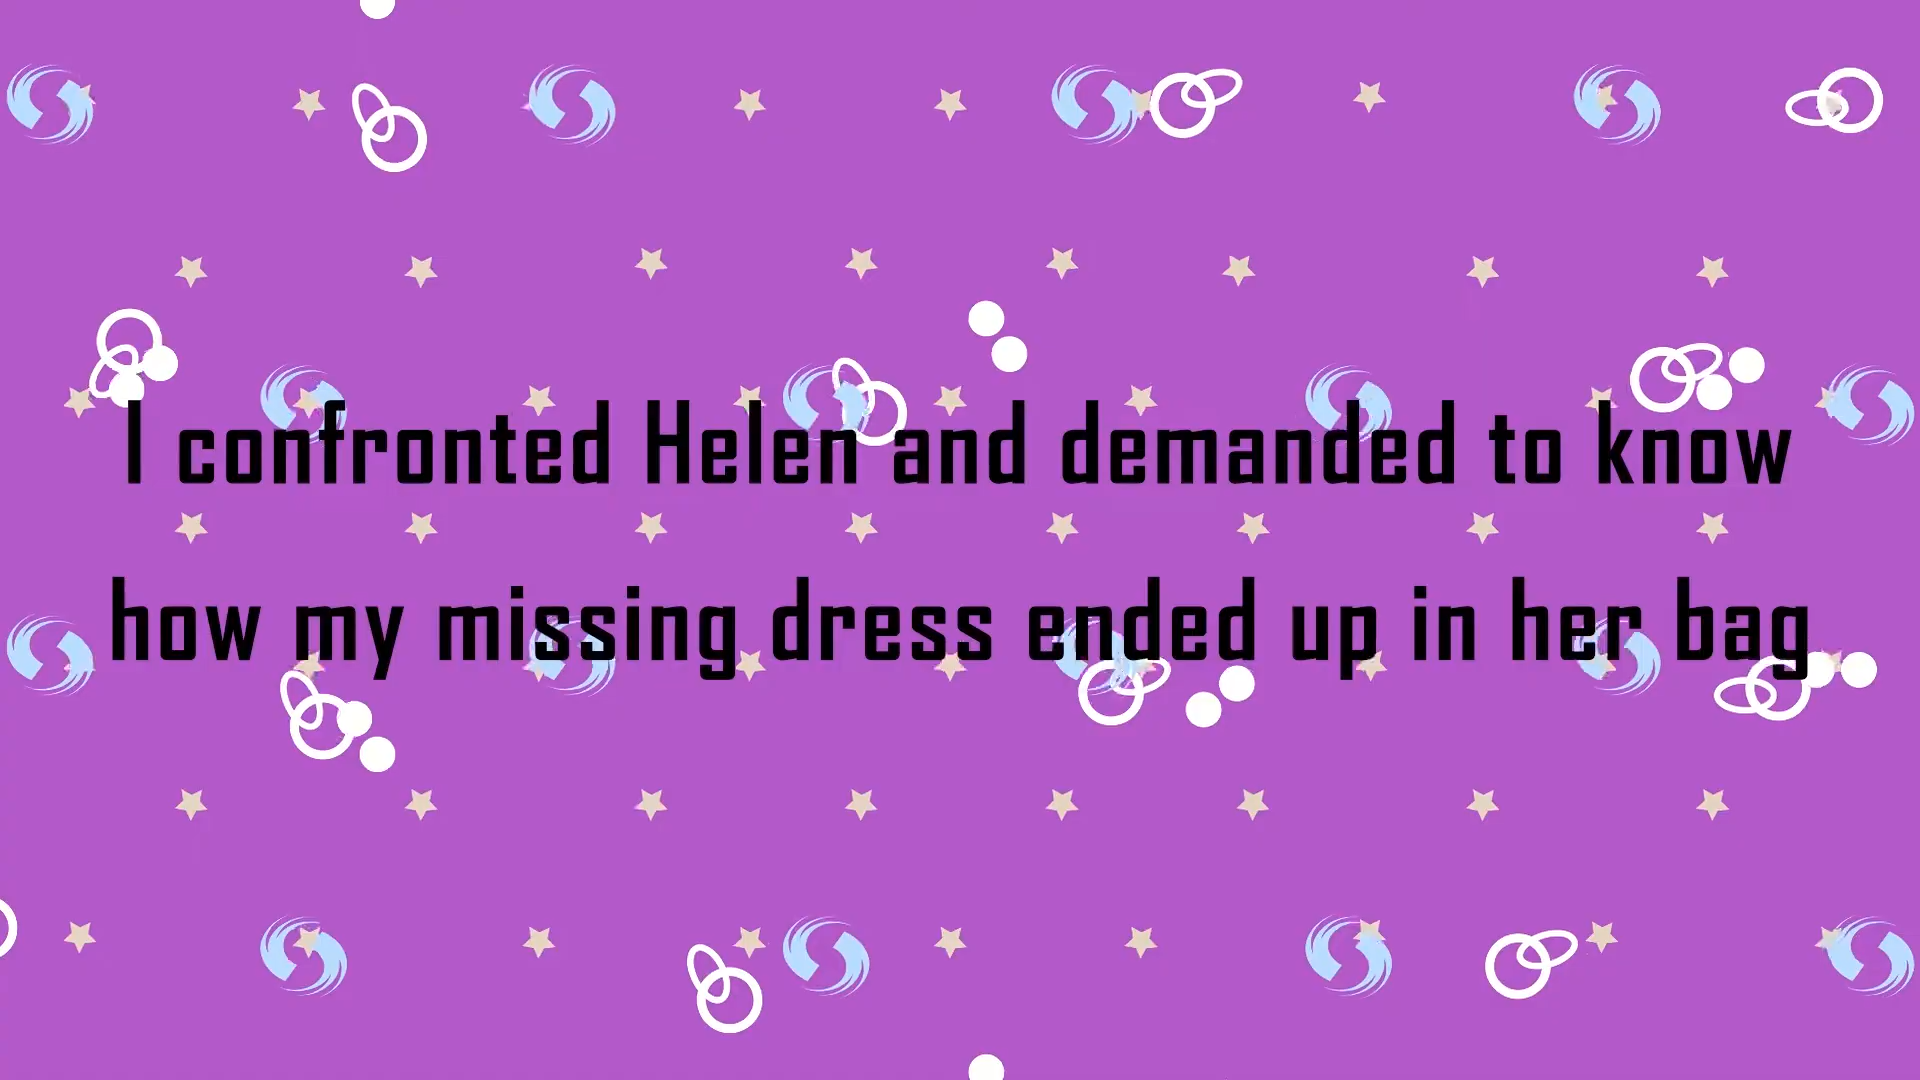 I confronted Helen and demanded to know
how my missing dress ended up in her bag